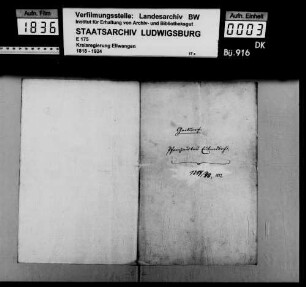 Aufn. Film
1836
Verfilmungsstelle: Landesarchiv BW
Institut für Erhaltung von Archiv- und Bibliotheksgut
STAATSARCHIV LUDWIGSBURG
E 175
Kreisregierung Ellwangen
1818 - 1924
Aufn. Einheit
0003
DK
Bü. 916
Gaildorf